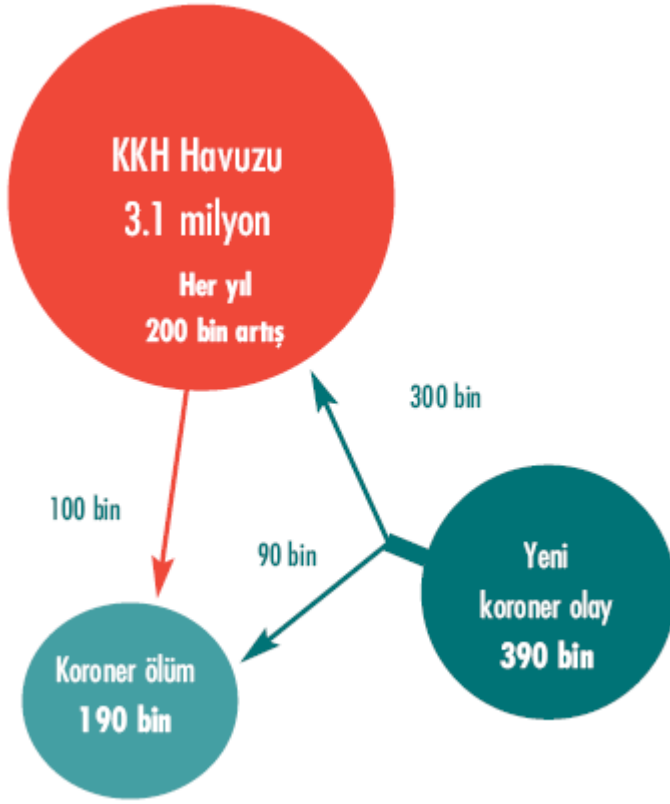 KKH Havuzu
3.1 milyon
Her yıl
200 bin artış
300 bin
100 bin
90 bin
Yeni
koroner olay
390 bin
Koroner ölüm
190 bin